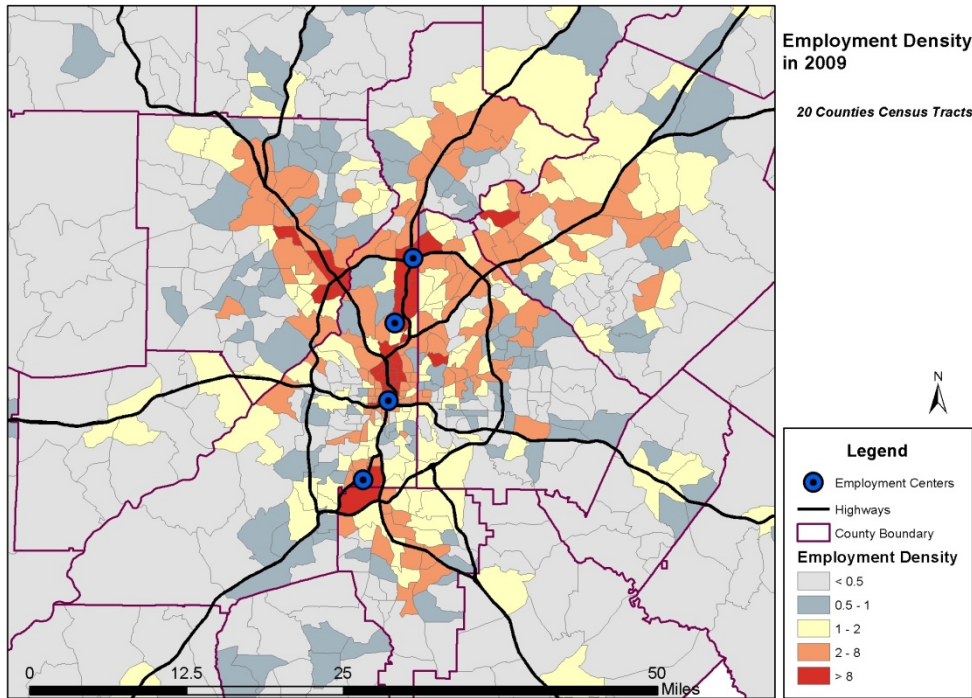 Employment Density
in 2009
20 Counties Census Tracts
N
Legend
Employment Centers
Highways
County Boundary
Employment Density
< 0.5
0.5 - 1
1 - 2
2 - 8
> 8
0 12.5 25 50
Miles